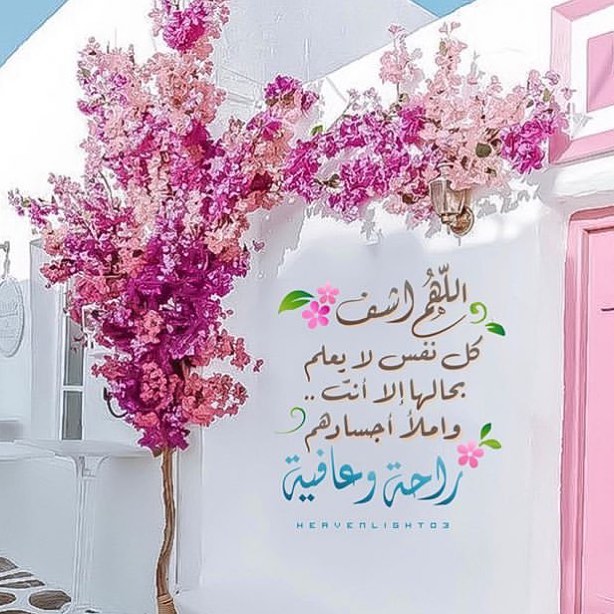 اللّهُم اشفِ
كل نفس لا يعلم
بحالها إلا أنتَ ..
واملأ أجسادهم
راحة وعافية
HEAVENLIGHT03